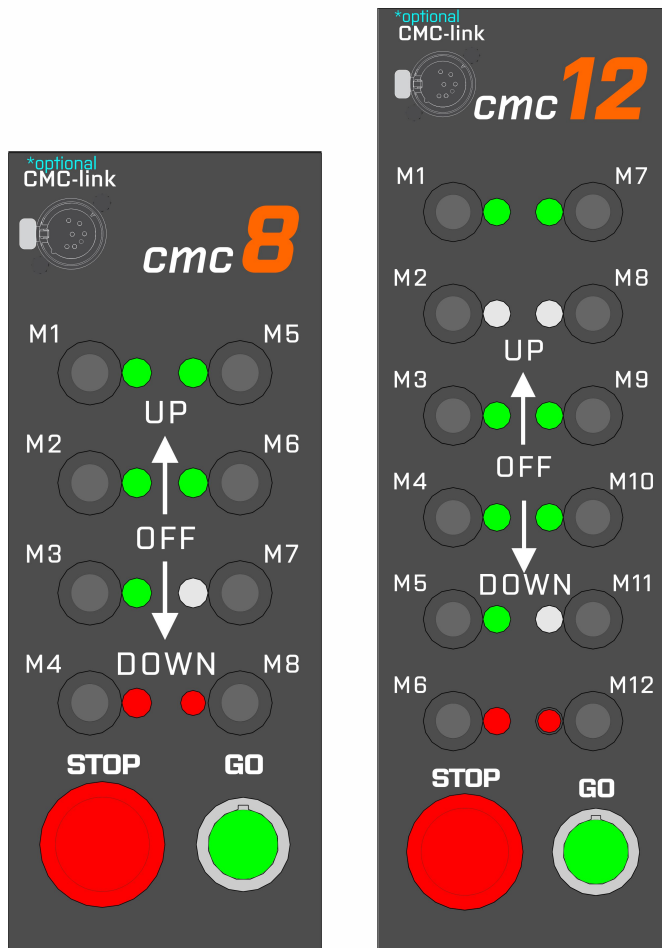 *optional
CMC-link
cmc 8
M1 M5
UP
M2 M6
OFF
M3 M7
DOWN
M4 M8
STOP GO
*optional
CMC-link
cmc 12
M1 M7
M2 M8
UP
M3 M9
OFF
M4 M10
M5 DOWN M11
M6 M12
STOP GO